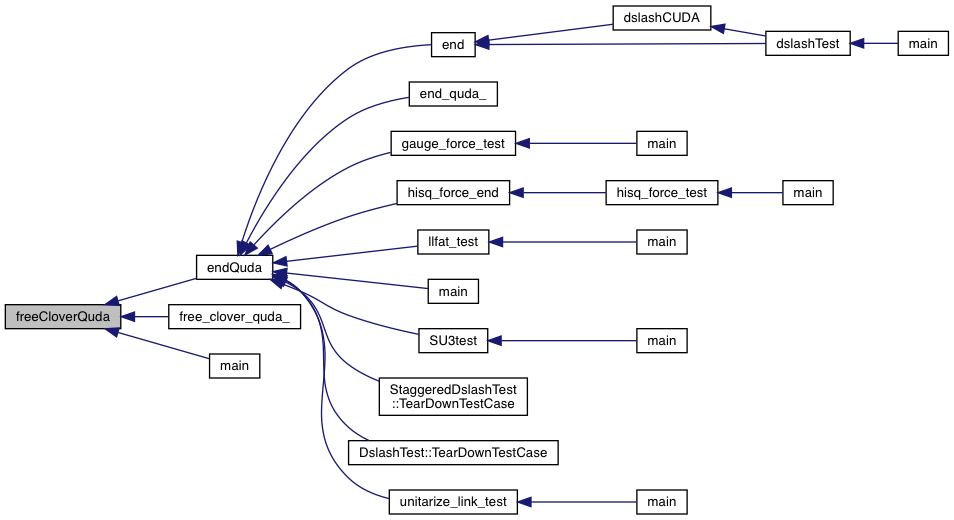 dslashCUDA
end
dslashTest
main
end_quda_
gauge_force_test
main
hisq_force_end
hisq_force_test
main
llfat_test
main
endQuda
main
freeCloverQuda
free_clover_quda_
SU3test
main
main
StaggeredDslashTest
::TearDownTestCase
DslashTest::TearDownTestCase
unitarize_link_test
main